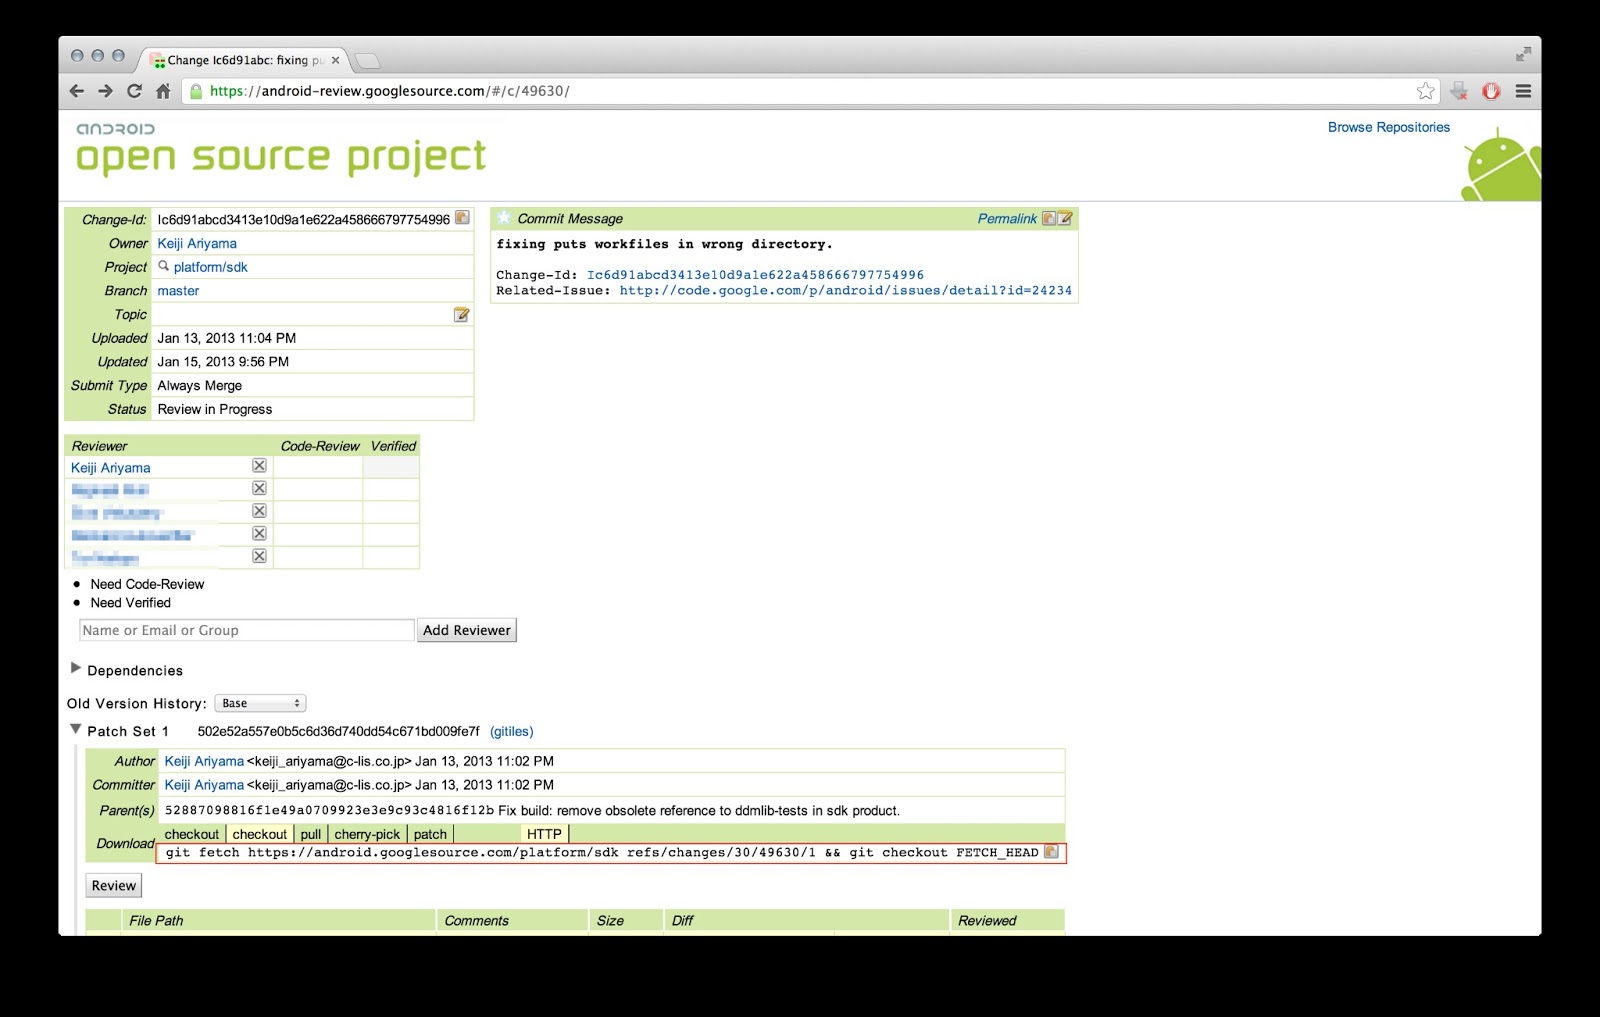 Change Ic6d91abc: fixing pu
https://android-review.googlesource.com/#/c/49630/
Browse Repositories
ANDROID
open source project
Change-Id: Ic6d91abcd3413e10d9a1e622a458666797754996
Owner Keiji Ariyama
Project platform/sdk
Branch master
Topic
Uploaded Jan 13, 2013 11:04 PM
Updated Jan 15, 2013 9:56 PM
Submit Type Always Merge
Status Review in Progress
Commit Message Permalink
fixing puts workfiles in wrong directory.
Change-Id: Ic6d91abcd3413e10d9a1e622a458666797754996
Related-Issue: http://code.google.com/p/android/issues/detail?id=24234
Reviewer Code-Review Verified
Keiji Ariyama
Need Code-Review
Need Verified
Name or Email or Group Add Reviewer
Dependencies
Old Version History: Base
Patch Set 1 502e52a557e0b5c6d36d740dd54c671bd009fe7f (gitiles)
Author Keiji Ariyama <keiji_ariyama@c-lis.co.jp> Jan 13, 2013 11:02 PM
Committer Keiji Ariyama <keiji_ariyama@c-lis.co.jp> Jan 13, 2013 11:02 PM
Parent(s) 52887098816f1e49a0709923e3e9c93c4816f12b Fix build: remove obsolete reference to ddmlib-tests in sdk product.
Download checkout checkout pull cherry-pick patch HTTP
git fetch https://android.googlesource.com/platform/sdk refs/changes/30/49630/1 && git checkout FETCH_HEAD
Review
File Path Comments Size Diff Reviewed